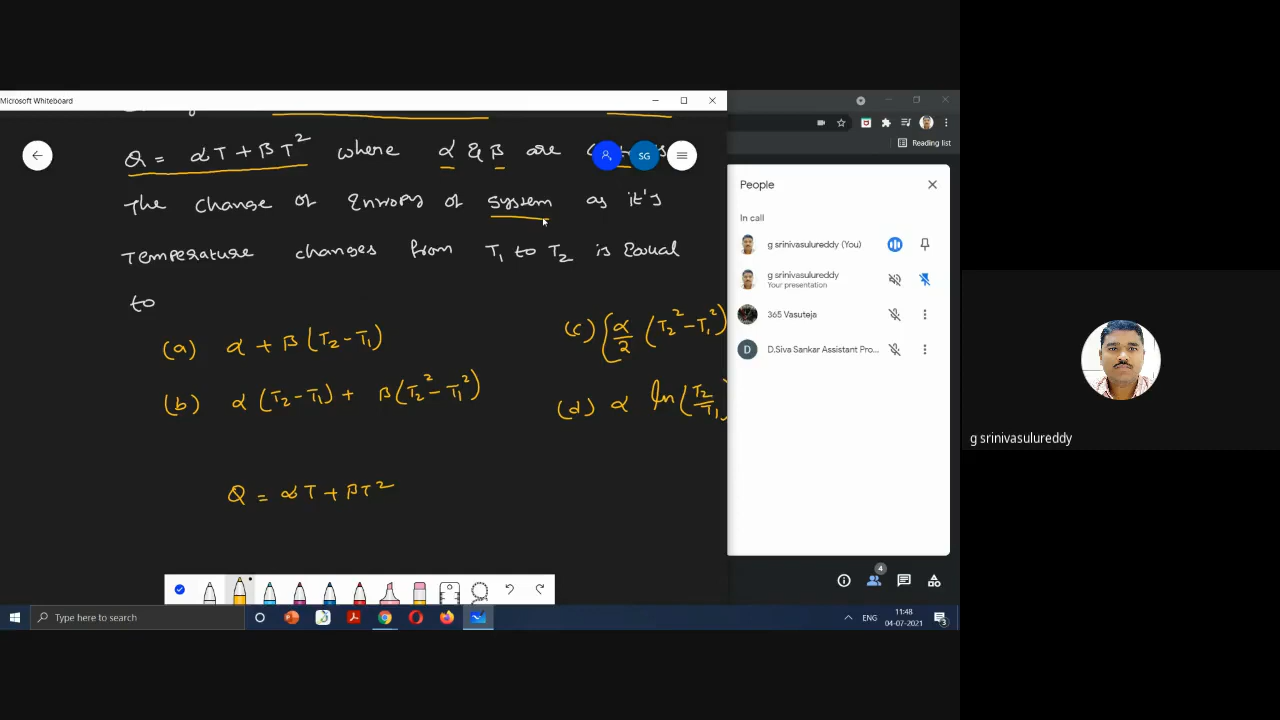 Microsoft Whiteboard
Q = αT + βT² where α & β are
SG
The change of Entropy of system as it's
Temperature changes from T₁ to T₂ is Equal
to
(a) α + β (T₂ - T₁)
(c) {α/2 (T₂² - T₁²)
(b) α (T₂ - T₁) + β(T₂² - T₁²)
(d) α ln(T₂/T₁)
Q = αT + βT²
Reading list
People
In call
g srinivasulureddy (You)
g srinivasulureddy
Your presentation
365 Vasuteja
D D.Siva Sankar Assistant Pro...
4
g srinivasulureddy
Type here to search
ENG
11:48
04-07-2021
3